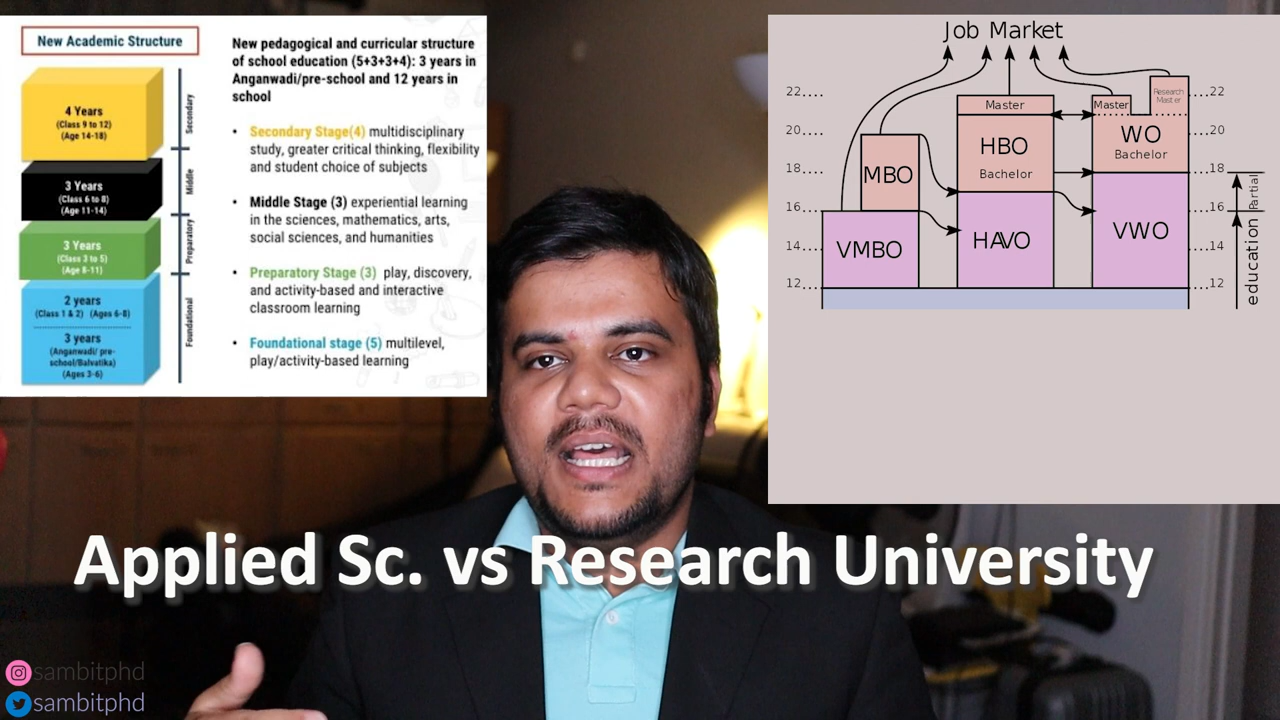 New Academic Structure
4 Years
(Class 9 to 12)
(Age 14-18)
Secondary
3 Years
(Class 6 to 8)
(Age 11-14)
Middle
3 Years
(Class 3 to 5)
(Age 8-11)
Preparatory
2 years
(Class 1 & 2) (Ages 6-8)
3 years
(Anganwadi/ pre-
school/Balvatika)
(Ages 3-6)
Foundational
New pedagogical and curricular structure
of school education (5+3+3+4): 3 years in
Anganwadi/pre-school and 12 years in
school
• Secondary Stage(4) multidisciplinary
study, greater critical thinking, flexibility
and student choice of subjects
• Middle Stage (3) experiential learning
in the sciences, mathematics, arts,
social sciences, and humanities
• Preparatory Stage (3) play, discovery,
and activity-based and interactive
classroom learning
• Foundational stage (5) multilevel,
play/activity-based learning
Job Market
22....
20....
18....
16....
14....
12....
VMBO
MBO
Master
HBO
Bachelor
HAVO
Master
Research
Master
WO
Bachelor
VWO
....22
....20
....18
....16
....14
....12
Partial
education
Applied Sc. vs Research University
sambitphd
sambitphd